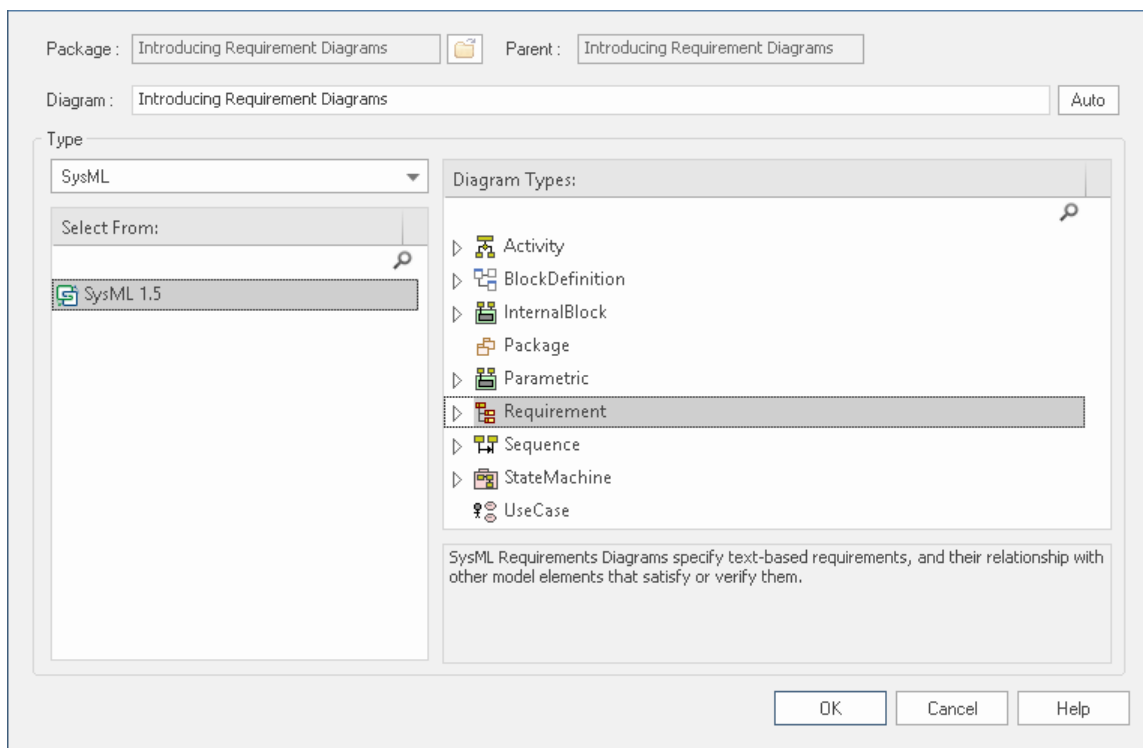 Package : Introducing Requirement Diagrams Parent : Introducing Requirement Diagrams
Diagram : Introducing Requirement Diagrams Auto
Type
SysML
Select From:
SysML 1.5
Diagram Types:
Activity
BlockDefinition
InternalBlock
Package
Parametric
Requirement
Sequence
StateMachine
UseCase
SysML Requirements Diagrams specify text-based requirements, and their relationship with
other model elements that satisfy or verify them.
OK Cancel Help